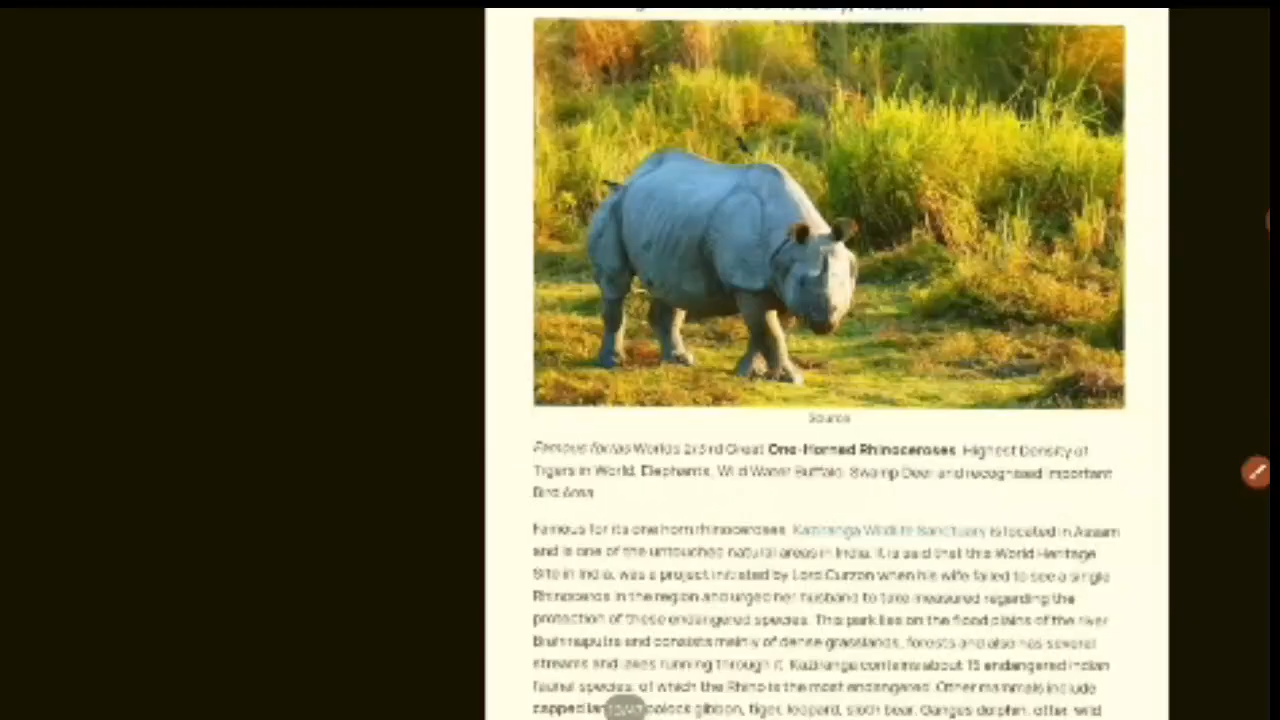 Source
Famous for as Worlds 2/3rd Great One-Horned Rhinoceroses, Highest Density of
Tigers in World, Elephants, Wild Water Buffalo, Swamp Deer and recognised important
Bird Area
Famous for its one horn rhinoceroses, Kaziranga Wildlife Sanctuary is located in Assam
and is one of the untouched natural areas in India. It is said that this World Heritage
Site in India, was a project initiated by Lord Curzon when his wife failed to see a single
Rhinoceros in the region and urged her husband to take measured regarding the
protection of these endangered species. This park lies on the flood plains of the river
Brahmaputra and consists mainly of dense grasslands, forests and also has several
streams and lakes running through it. Kaziranga contains about 15 endangered Indian
faunal species, of which the Rhino is the most endangered. Other mammals include
capped gibbon, tiger, leopard, sloth bear, Ganges dolphin, otter, wild